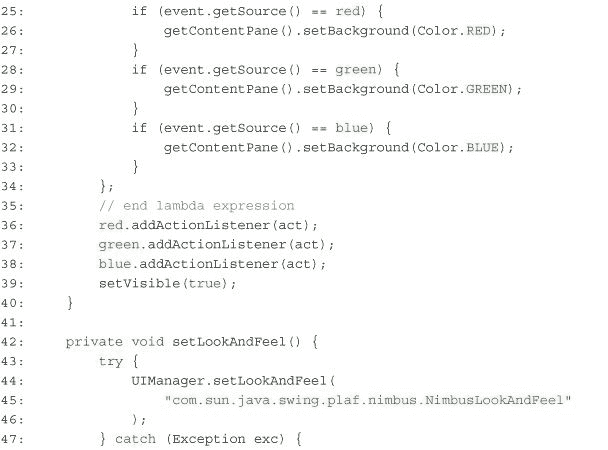 25:             if (event.getSource() == red) {
26:                 getContentPane().setBackground(Color.RED);
27:             }
28:             if (event.getSource() == green) {
29:                 getContentPane().setBackground(Color.GREEN);
30:             }
31:             if (event.getSource() == blue) {
32:                 getContentPane().setBackground(Color.BLUE);
33:             }
34:         };
35:         // end lambda expression
36:         red.addActionListener(act);
37:         green.addActionListener(act);
38:         blue.addActionListener(act);
39:         setVisible(true);
40:     }
41:
42:     private void setLookAndFeel() {
43:         try {
44:             UIManager.setLookAndFeel(
45:                 "com.sun.java.swing.plaf.nimbus.NimbusLookAndFeel"
46:             );
47:         } catch (Exception exc) {